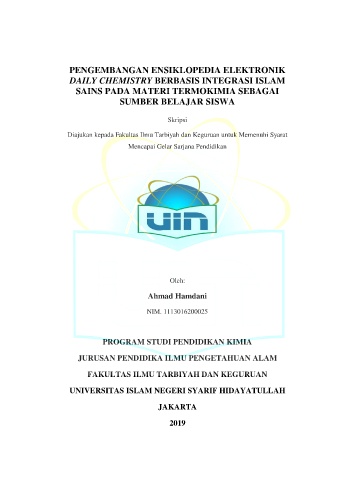 PENGEMBANGAN ENSIKLOPEDIA ELEKTRONIK
DAILY CHEMISTRY BERBASIS INTEGRASI ISLAM
SAINS PADA MATERI TERMOKIMIA SEBAGAI
SUMBER BELAJAR SISWA
Skripsi
Diajukan kepada Fakultas Ilmu Tarbiyah dan Keguruan untuk Memenuhi Syarat
Mencapai Gelar Sarjana Pendidikan
uin
Oleh:
Ahmad Hamdani
NIM. 1113016200025
PROGRAM STUDI PENDIDIKAN KIMIA
JURUSAN PENDIDIKA ILMU PENGETAHUAN ALAM
FAKULTAS ILMU TARBIYAH DAN KEGURUAN
UNIVERSITAS ISLAM NEGERI SYARIF HIDAYATULLAH
JAKARTA
2019